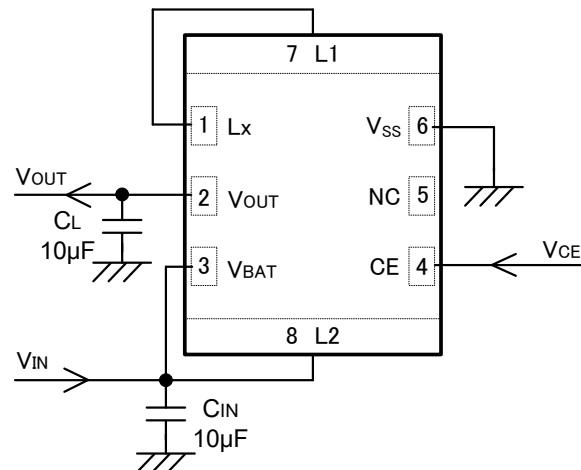 7 L1
1 Lx
Vss 6
VOUT
2 VOUT
NC 5
CL
10µF
3 VBAT
CE 4
VCE
8 L2
VIN
CIN
10µF